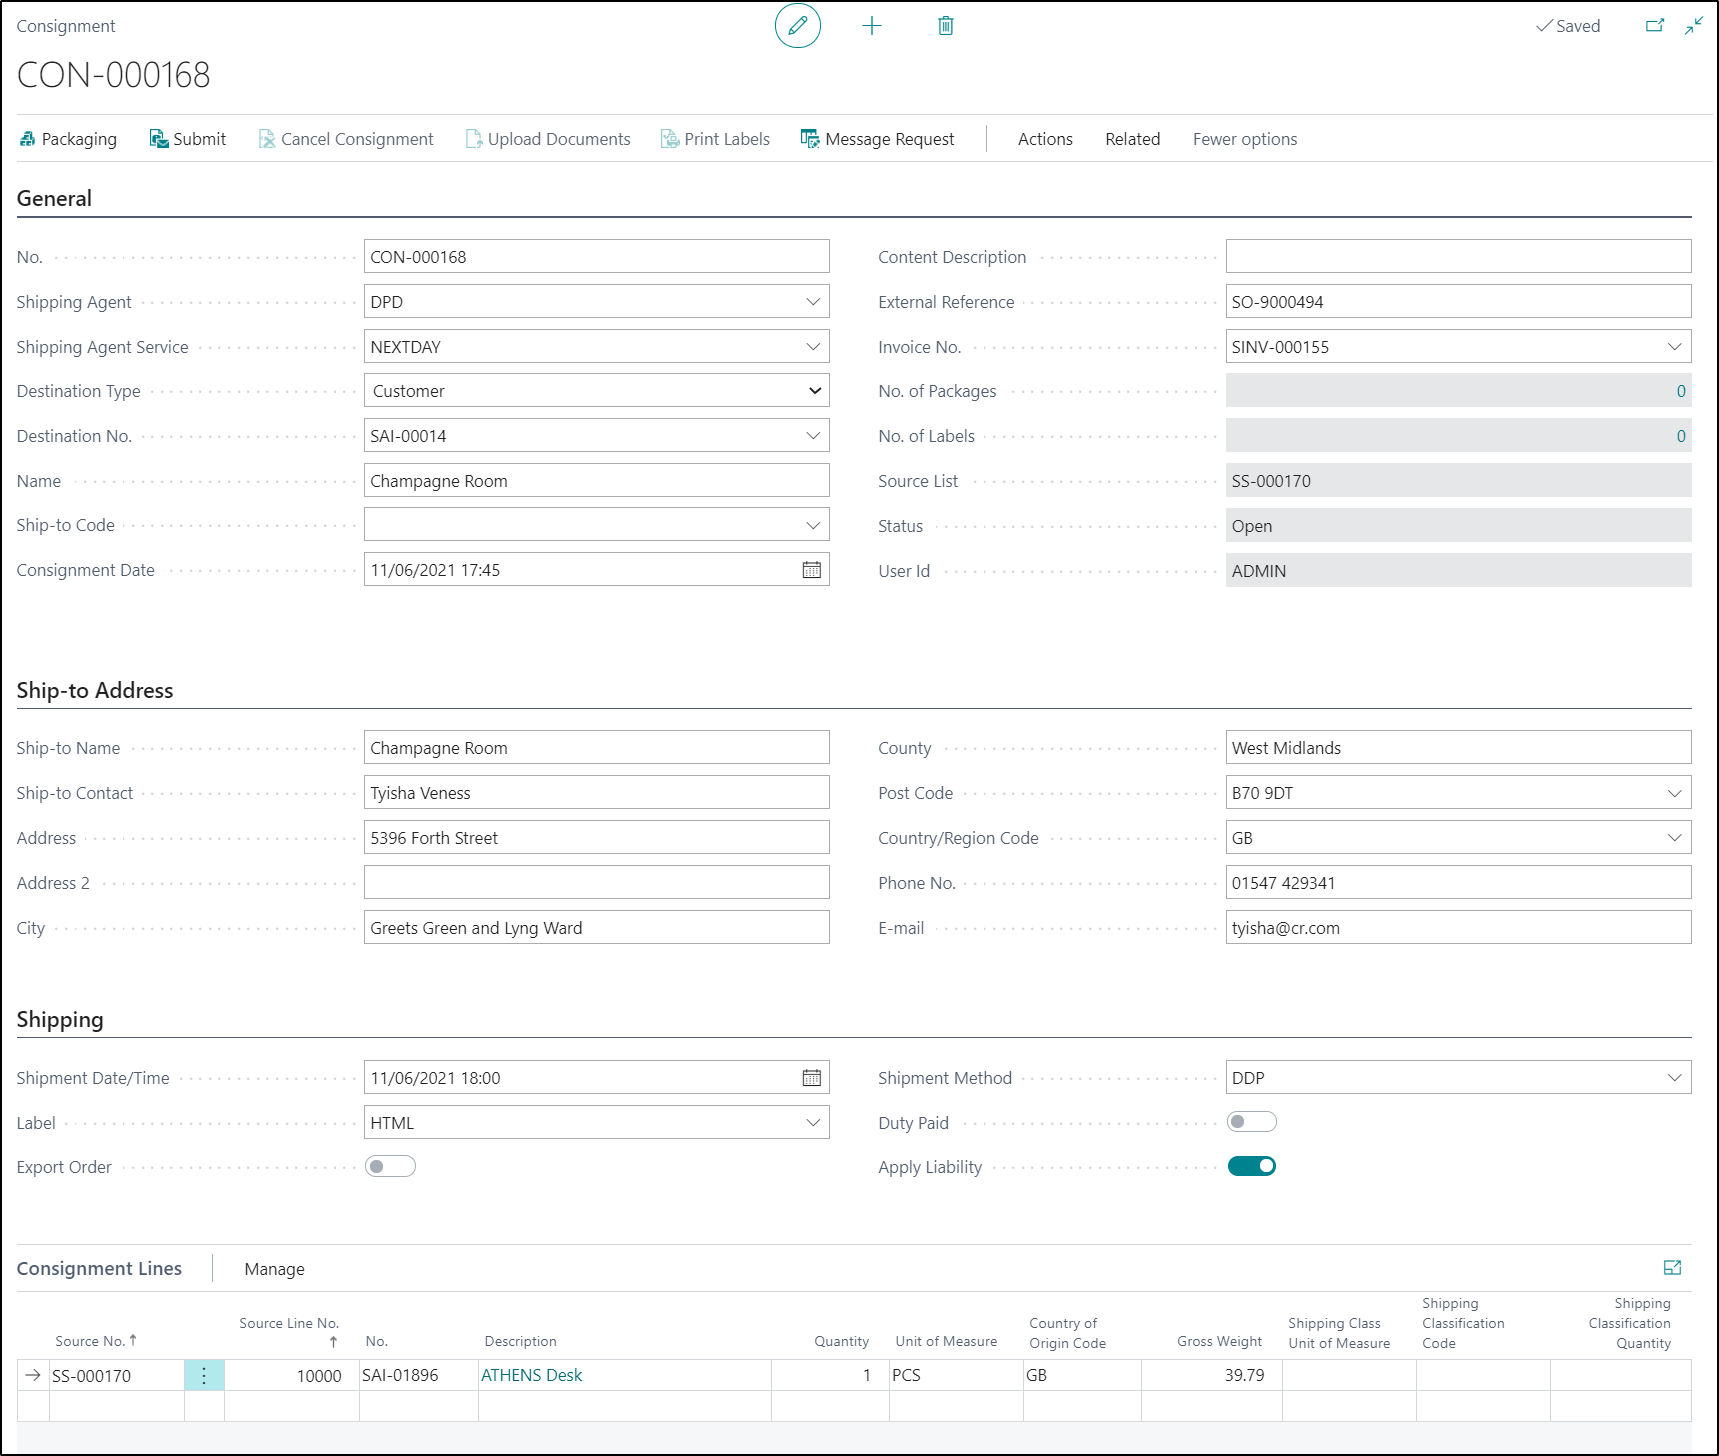 Consignment
Saved
CON-000168
Packaging Submit Cancel Consignment Upload Documents Print Labels Message Request Actions Related Fewer options
General
No. CON-000168
Shipping Agent DPD
Shipping Agent Service NEXTDAY
Destination Type Customer
Destination No. SAI-00014
Name Champagne Room
Ship-to Code
Consignment Date 11/06/2021 17:45
Content Description
External Reference SO-9000494
Invoice No. SINV-000155
No. of Packages 0
No. of Labels 0
Source List SS-000170
Status Open
User Id ADMIN
Ship-to Address
Ship-to Name Champagne Room
Ship-to Contact Tyisha Veness
Address 5396 Forth Street
Address 2
City Greets Green and Lyng Ward
County West Midlands
Post Code B70 9DT
Country/Region Code GB
Phone No. 01547 429341
E-mail tyisha@cr.com
Shipping
Shipment Date/Time 11/06/2021 18:00
Label HTML
Export Order
Shipment Method DDP
Duty Paid
Apply Liability
Consignment Lines Manage
Source No. ↑
Source Line No. ↑
No.
Description
Quantity
Unit of Measure
Country of
Origin Code
Gross Weight
Shipping Class
Unit of Measure
Shipping
Classification
Code
Shipping
Classification
Quantity
→ SS-000170 10000 SAI-01896 ATHENS Desk 1 PCS GB 39.79